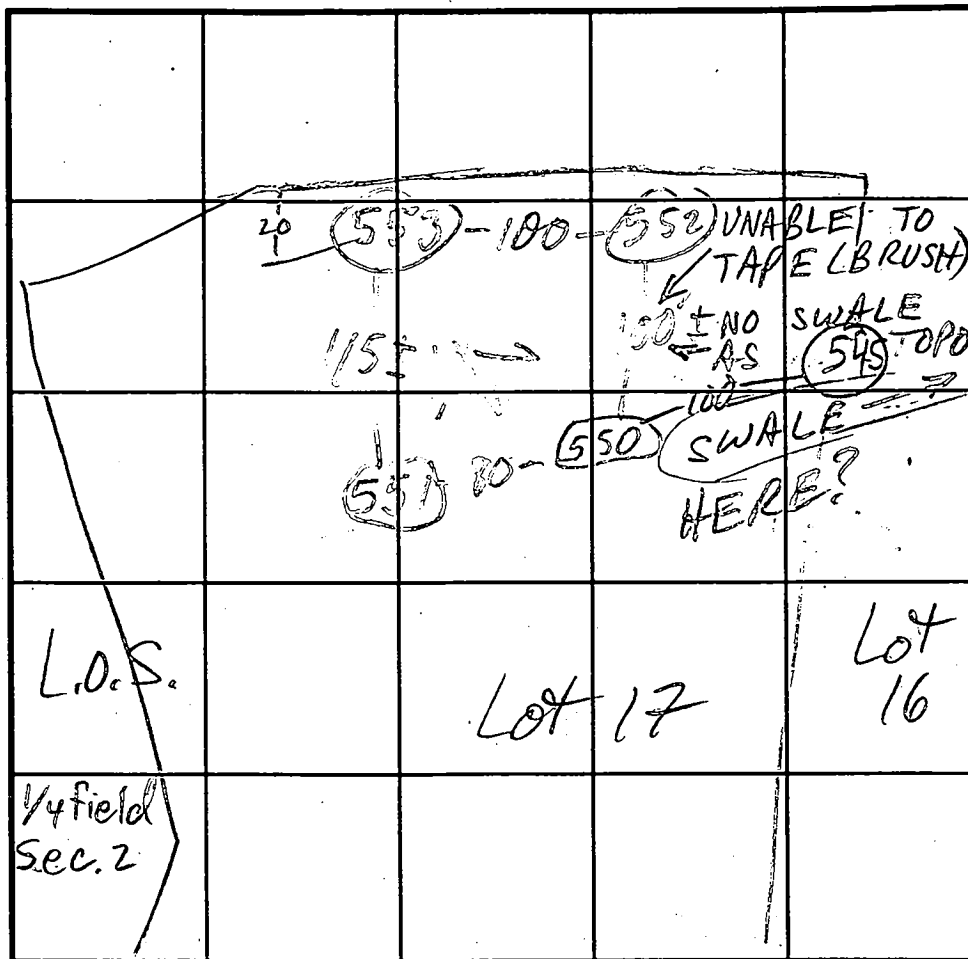 20
553 - 100 - 552 UNABLE TO
TAPE (BRUSH)
100' ± NO SWALE
115 ±
AS 545 TOPO
100
551 80 - 550 SWALE
HERE?
L.O.S.
Lot 17
Lot
16
1/4 field
Sec. 2